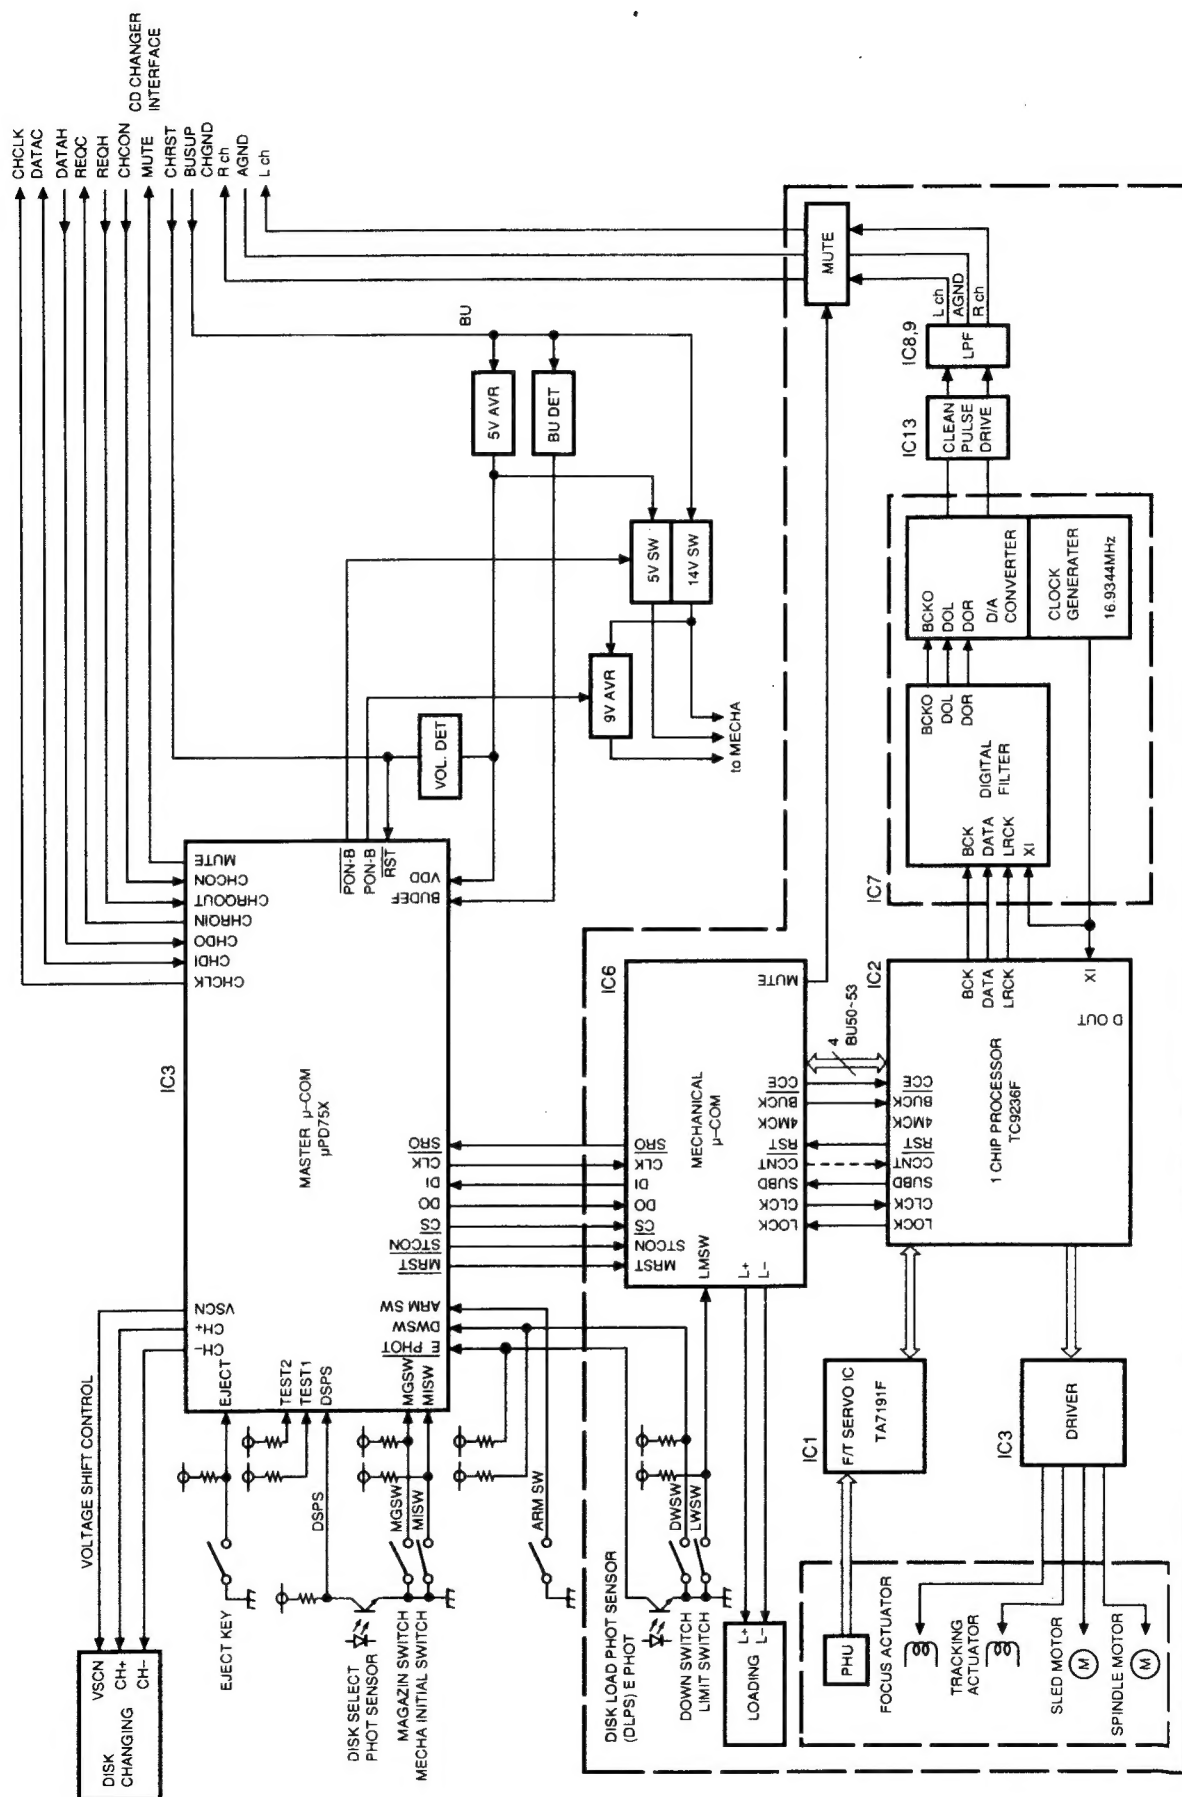 CHCLK
DATAC
DATAH
REQC
REQH
CHCON
CD CHANGER
INTERFACE
MUTE
CHRST
BUSUP
CHGND
R ch
AGND
L ch
BU
5V AVR
BU DET
5V SW
14V SW
9V AVR
VOL. DET
to MECHA
MUTE
L ch
AGND
R ch
IC8,9
LPF
IC13
CLEAN
PULSE
DRIVE
IC3
MASTER μ-COM
μPD75X
MUTE
CHCON
CHRQOUT
CHRQIN
CHDO
CHDI
CHCLK
PON-B
PON-B
RST
VDD
BUDEF
SRO
CLK
DI
DO
CS
STCON
MRST
ARM SW
DWSW
E PHOT
MISW
MGSW
DSPS
TEST1
TEST2
EJECT
VSCN
CH+
CH-
VOLTAGE SHIFT CONTROL
VSCN
CH+
CH-
DISK
CHANGING
EJECT KEY
DSPS
DISK SELECT
PHOT SENSOR
MGSW
MISW
MAGAZIN SWITCH
MECHA INITIAL SWITCH
ARM SW
IC6
MECHANICAL
μ-COM
SRO
CLK
DI
DO
CS
STCON
MRST
LMSW
L+
L-
MUTE
CCE
BUCK
4MCK
RST
CCNT
SUBD
CLCK
LOCK
4
BU50~53
DISK LOAD PHOT SENSOR
(DLPS) E PHOT
DWSW
LWSW
DOWN SWITCH
LIMIT SWITCH
L+
L-
LOADING
IC2
1 CHIP PROCESSOR
TC9236F
CCE
BUCK
4MCK
RST
CCNT
SUBD
CLCK
LOCK
BCK
DATA
LRCK
XI
D OUT
IC7
BCK
DATA
LRCK
XI
DIGITAL
FILTER
BCKO
DOL
DOR
BCKO
DOL
DOR
D/A
CONVERTER
CLOCK
GENERATER
16.9344MHz
IC1
F/T SERVO IC
TA7191F
IC3
DRIVER
PHU
FOCUS ACTUATOR
TRACKING
ACTUATOR
SLED MOTOR
M
SPINDLE MOTOR
M